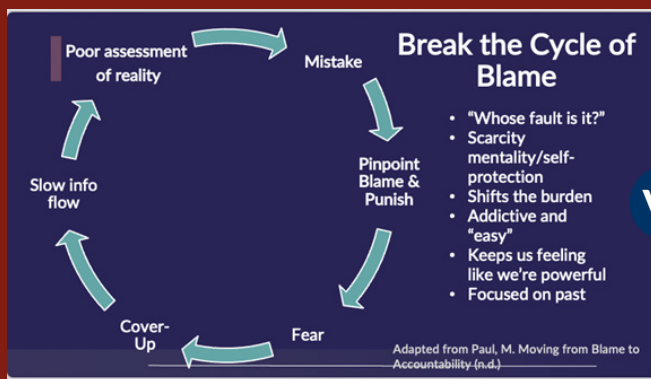 Poor assessment
of reality
Mistake
Pinpoint
Blame &
Punish
Fear
Cover-
Up
Slow info
flow
Break the Cycle of
Blame
• "Whose fault is it?"
• Scarcity
mentality/self-
protection
• Shifts the burden
• Addictive and
"easy"
• Keeps us feeling
like we're powerful
• Focused on past
Adapted from Paul, M. Moving from Blame to
Accountability (n.d.)